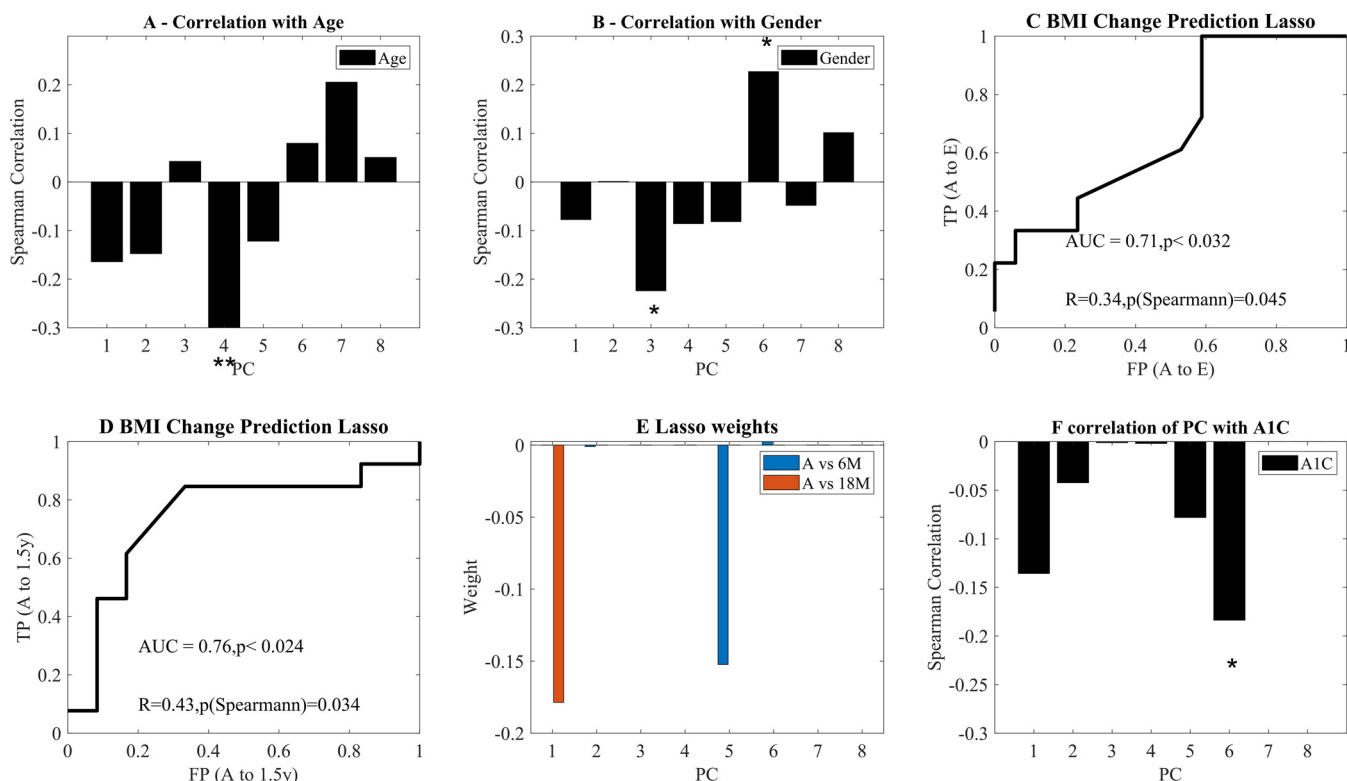 A - Correlation with Age
Spearman Correlation
0.2
0.1
0
-0.1
-0.2
-0.3
Age
1 2 3 4 5 6 7 8
**
PC
B - Correlation with Gender
Spearman Correlation
0.3
0.2
0.1
0
-0.1
-0.2
-0.3
*
Gender
*
1 2 3 4 5 6 7 8
PC
C BMI Change Prediction Lasso
TP (A to E)
1
0.8
0.6
0.4
0.2
0
AUC = 0.71,p< 0.032
R=0.34,p(Spearmann)=0.045
0 0.2 0.4 0.6 0.8 1
FP (A to E)
D BMI Change Prediction Lasso
TP (A to 1.5y)
1
0.8
0.6
0.4
0.2
0
AUC = 0.76,p< 0.024
R=0.43,p(Spearmann)=0.034
0 0.2 0.4 0.6 0.8 1
FP (A to 1.5y)
E Lasso weights
Weight
0
-0.05
-0.1
-0.15
-0.2
A vs 6M
A vs 18M
1 2 3 4 5 6 7 8
PC
F correlation of PC with A1C
Spearman Correlation
0
-0.05
-0.1
-0.15
-0.2
-0.25
-0.3
A1C
*
1 2 3 4 5 6 7 8
PC